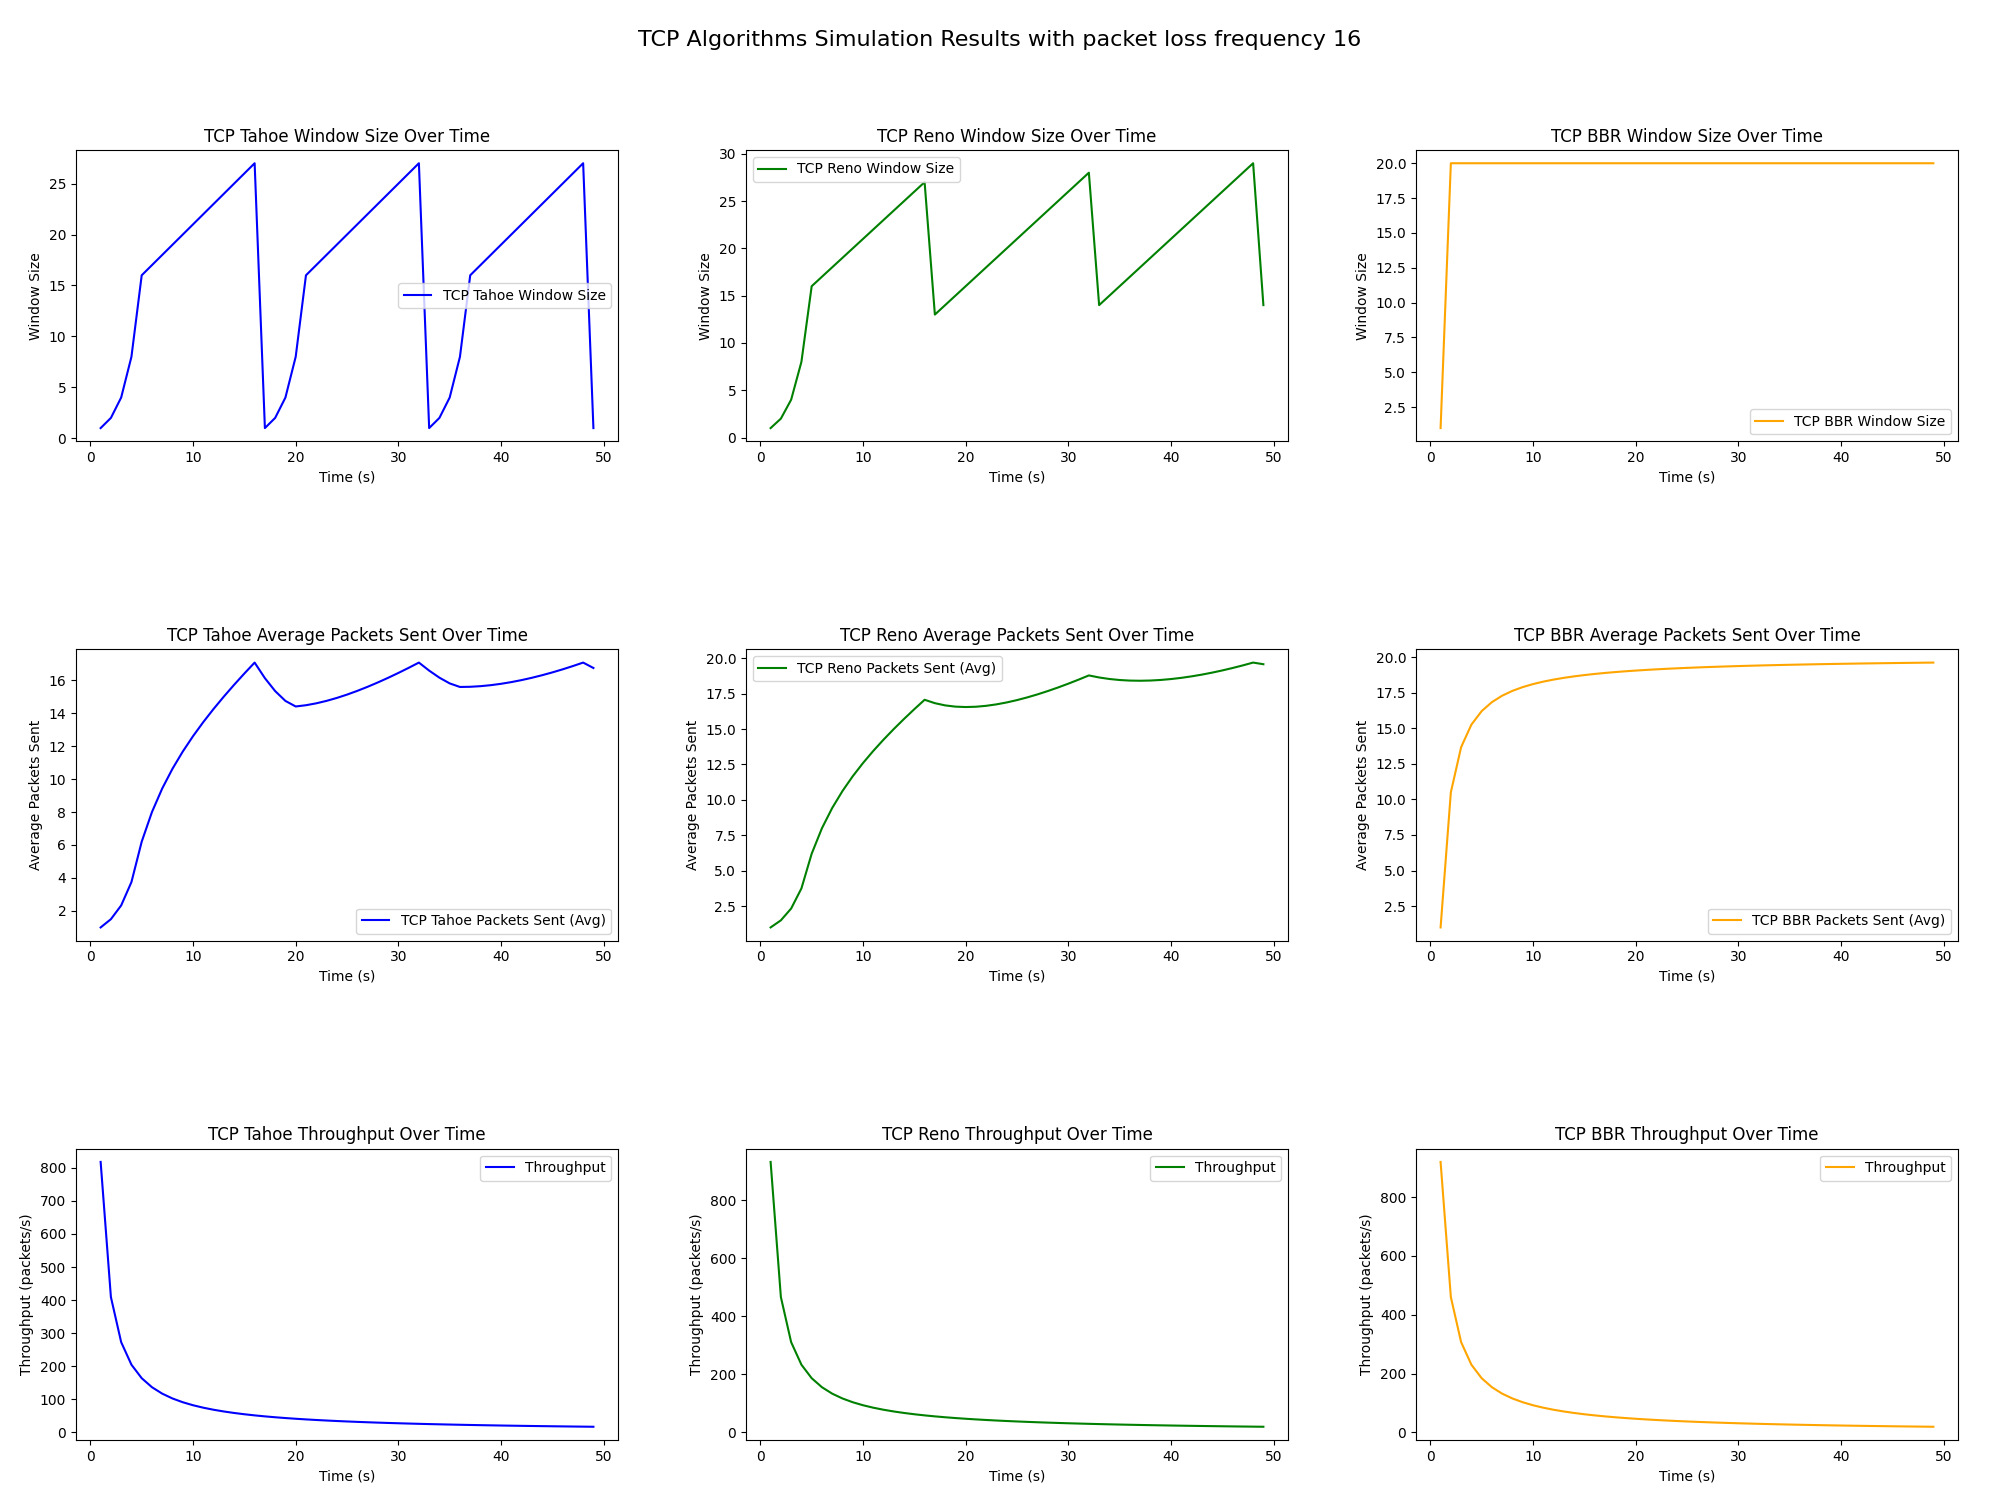 TCP Algorithms Simulation Results with packet loss frequency 16
TCP Tahoe Window Size Over Time
Window Size
25
20
15
10
5
0
TCP Tahoe Window Size
0 10 20 30 40 50
Time (s)
TCP Reno Window Size Over Time
Window Size
30
25
20
15
10
5
0
TCP Reno Window Size
0 10 20 30 40 50
Time (s)
TCP BBR Window Size Over Time
Window Size
20.0
17.5
15.0
12.5
10.0
7.5
5.0
2.5
TCP BBR Window Size
0 10 20 30 40 50
Time (s)
TCP Tahoe Average Packets Sent Over Time
Average Packets Sent
16
14
12
10
8
6
4
2
TCP Tahoe Packets Sent (Avg)
0 10 20 30 40 50
Time (s)
TCP Reno Average Packets Sent Over Time
Average Packets Sent
20.0
17.5
15.0
12.5
10.0
7.5
5.0
2.5
TCP Reno Packets Sent (Avg)
0 10 20 30 40 50
Time (s)
TCP BBR Average Packets Sent Over Time
Average Packets Sent
20.0
17.5
15.0
12.5
10.0
7.5
5.0
2.5
TCP BBR Packets Sent (Avg)
0 10 20 30 40 50
Time (s)
TCP Tahoe Throughput Over Time
Throughput (packets/s)
800
700
600
500
400
300
200
100
0
Throughput
0 10 20 30 40 50
Time (s)
TCP Reno Throughput Over Time
Throughput (packets/s)
800
600
400
200
0
Throughput
0 10 20 30 40 50
Time (s)
TCP BBR Throughput Over Time
Throughput (packets/s)
800
600
400
200
0
Throughput
0 10 20 30 40 50
Time (s)